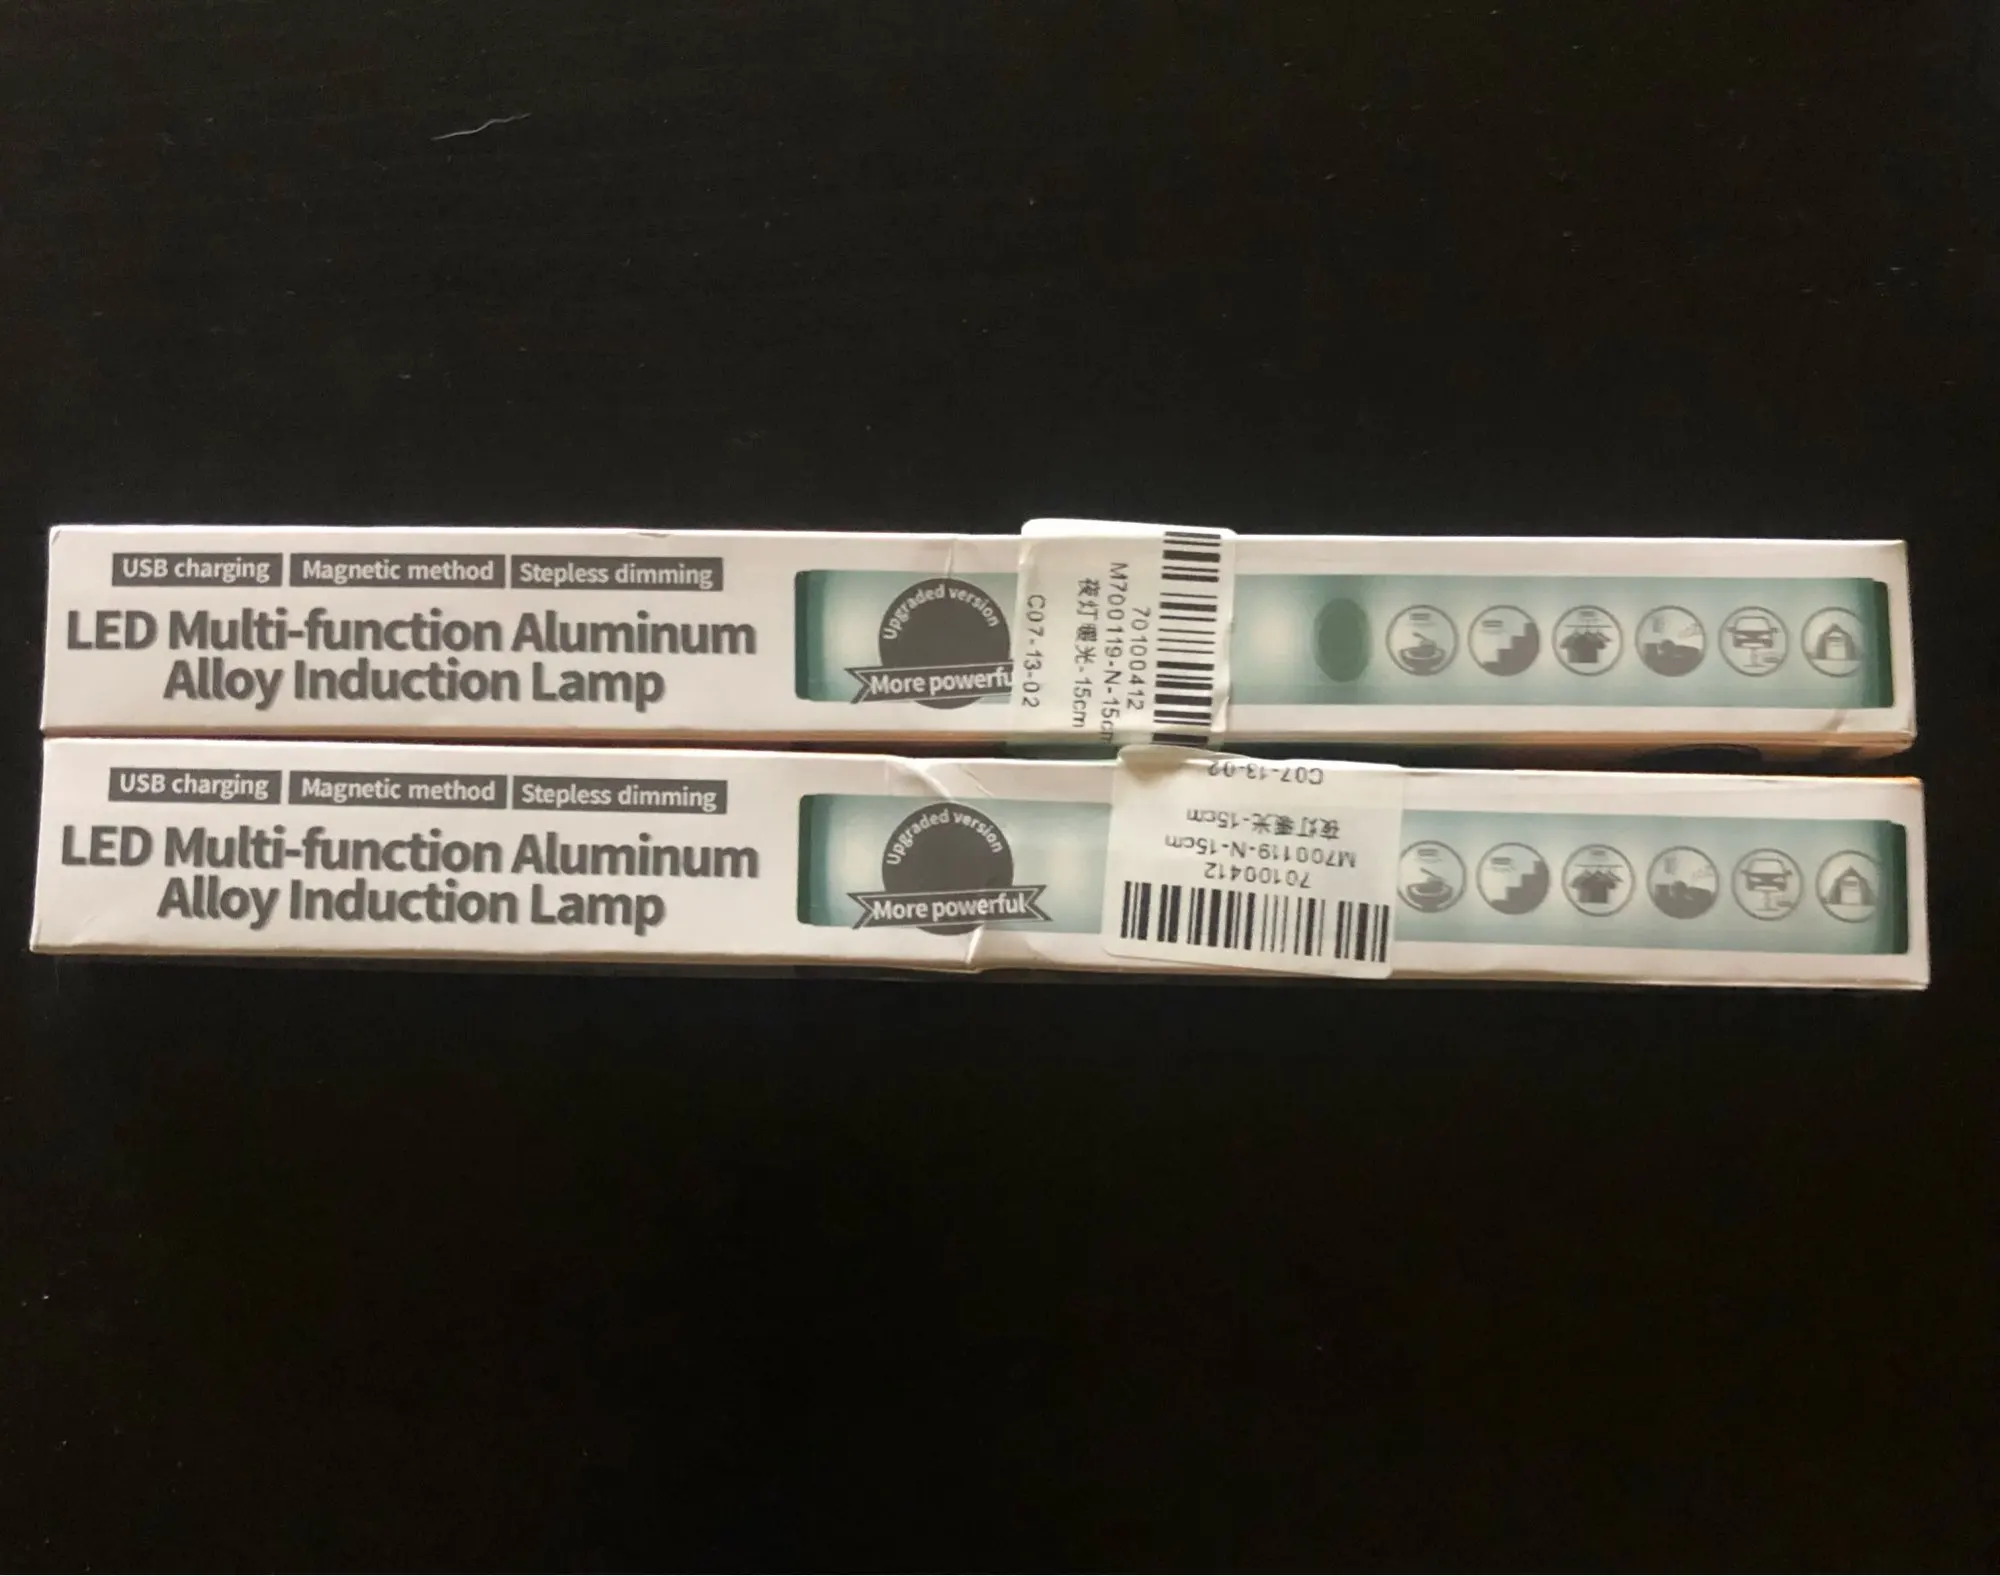 USB charging
Magnetic method
Stepless dimming
LED Multi-function Aluminum
Alloy Induction Lamp
Upgraded version
More powerfu
70100412
M700119-N-15cm
夜灯暖光-15cm
C07-13-02
USB charging
Magnetic method
Stepless dimming
LED Multi-function Aluminum
Alloy Induction Lamp
Upgraded version
More powerful
70100412
M700119-N-15cm
夜灯暖光-15cm
C07-13-02